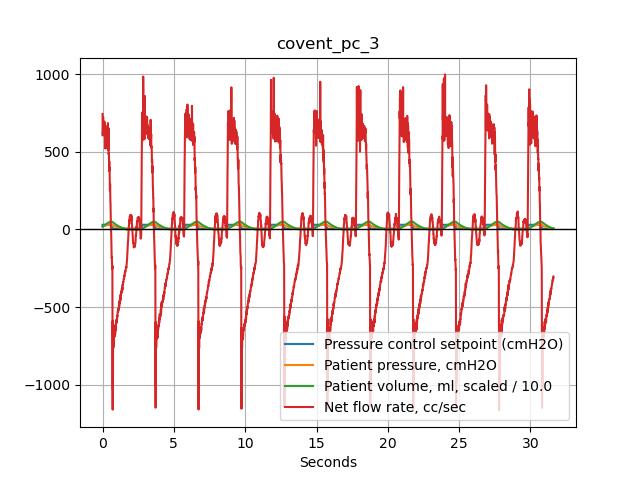 covent_pc_3
1000
500
0
−500
−1000
Pressure control setpoint (cmH2O)
Patient pressure, cmH2O
Patient volume, ml, scaled / 10.0
Net flow rate, cc/sec
0 5 10 15 20 25 30
Seconds